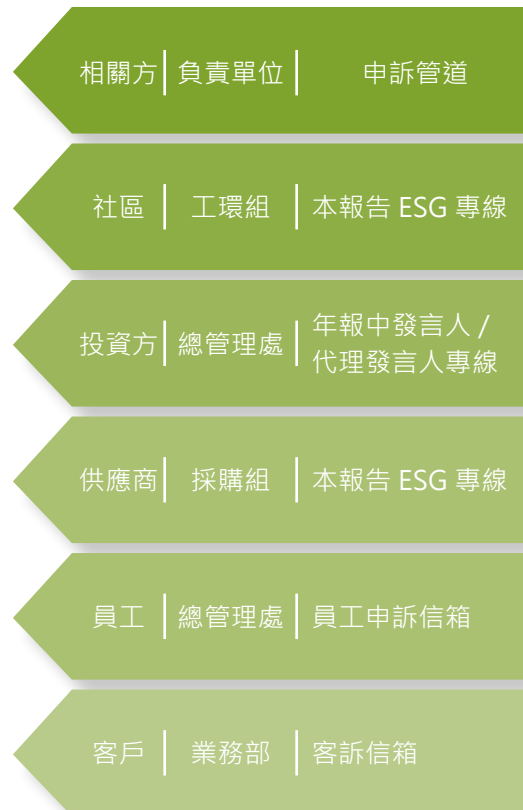 相關方 負責單位 申訴管道
社區 工環組 本報告 ESG 專線
投資方 總管理處 年報中發言人 /
代理發言人專線
供應商 採購組 本報告 ESG 專線
員工 總管理處 員工申訴信箱
客戶 業務部 客訴信箱